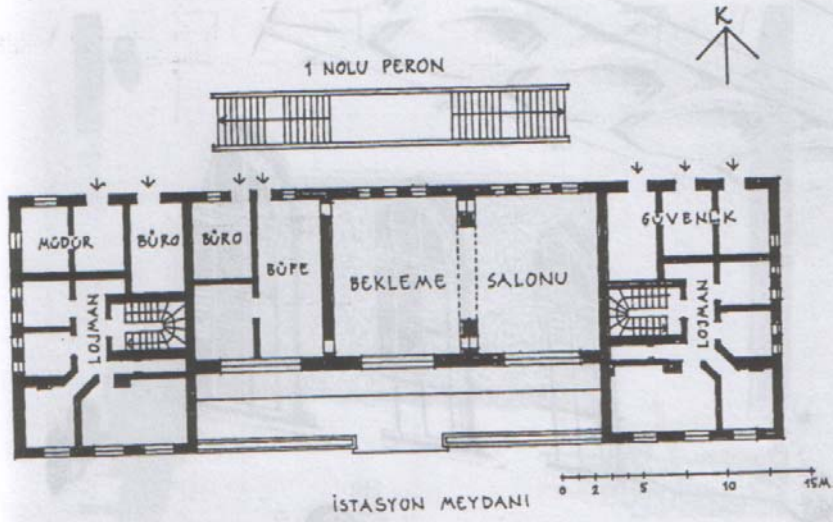 K
1 NOLU PERON
MÜDÜR
BÜRO
BÜRO
BÜFE
BEKLEME
SALONU
GÜVENLİK
LOJMAN
LOJMAN
0 2 5 10 15M.
İSTASYON MEYDANI